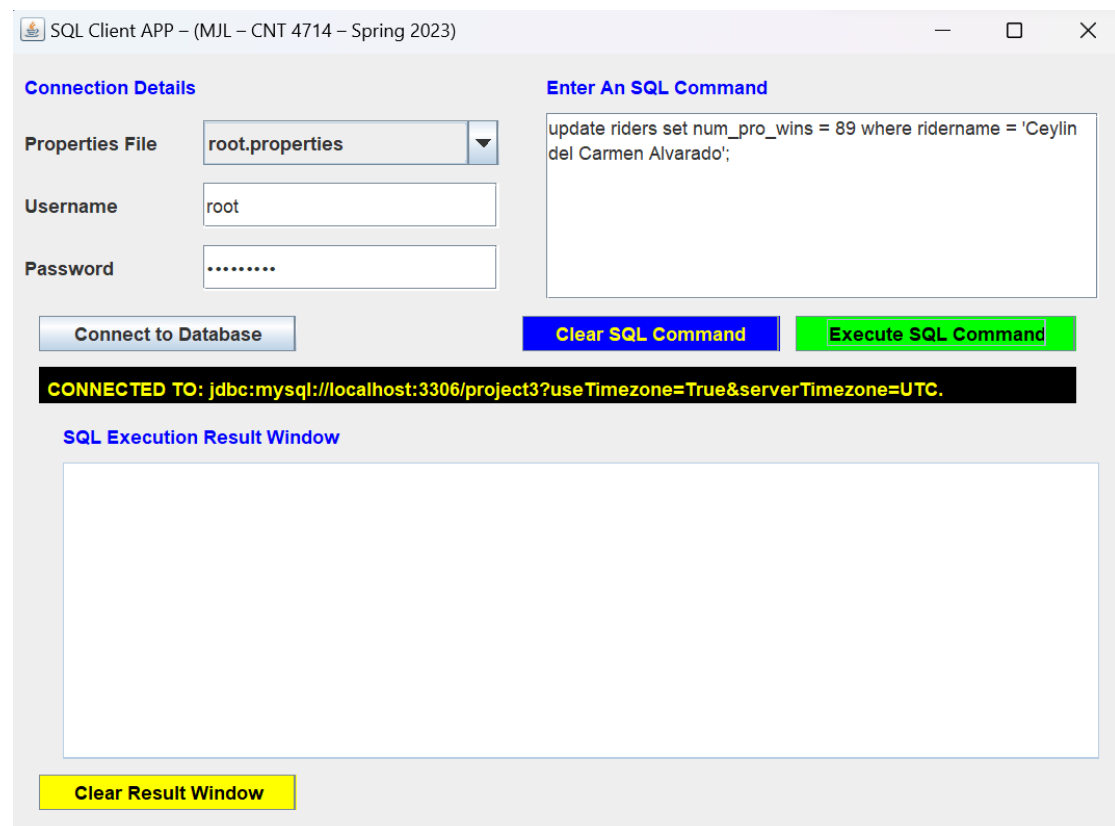 SQL Client APP – (MJL – CNT 4714 – Spring 2023)
Connection Details
Properties File
root.properties
Username
root
Password
•••••••••
Connect to Database
Enter An SQL Command
update riders set num_pro_wins = 89 where ridername = 'Ceylin
del Carmen Alvarado';
Clear SQL Command
Execute SQL Command
CONNECTED TO: jdbc:mysql://localhost:3306/project3?useTimezone=True&serverTimezone=UTC.
SQL Execution Result Window
Clear Result Window